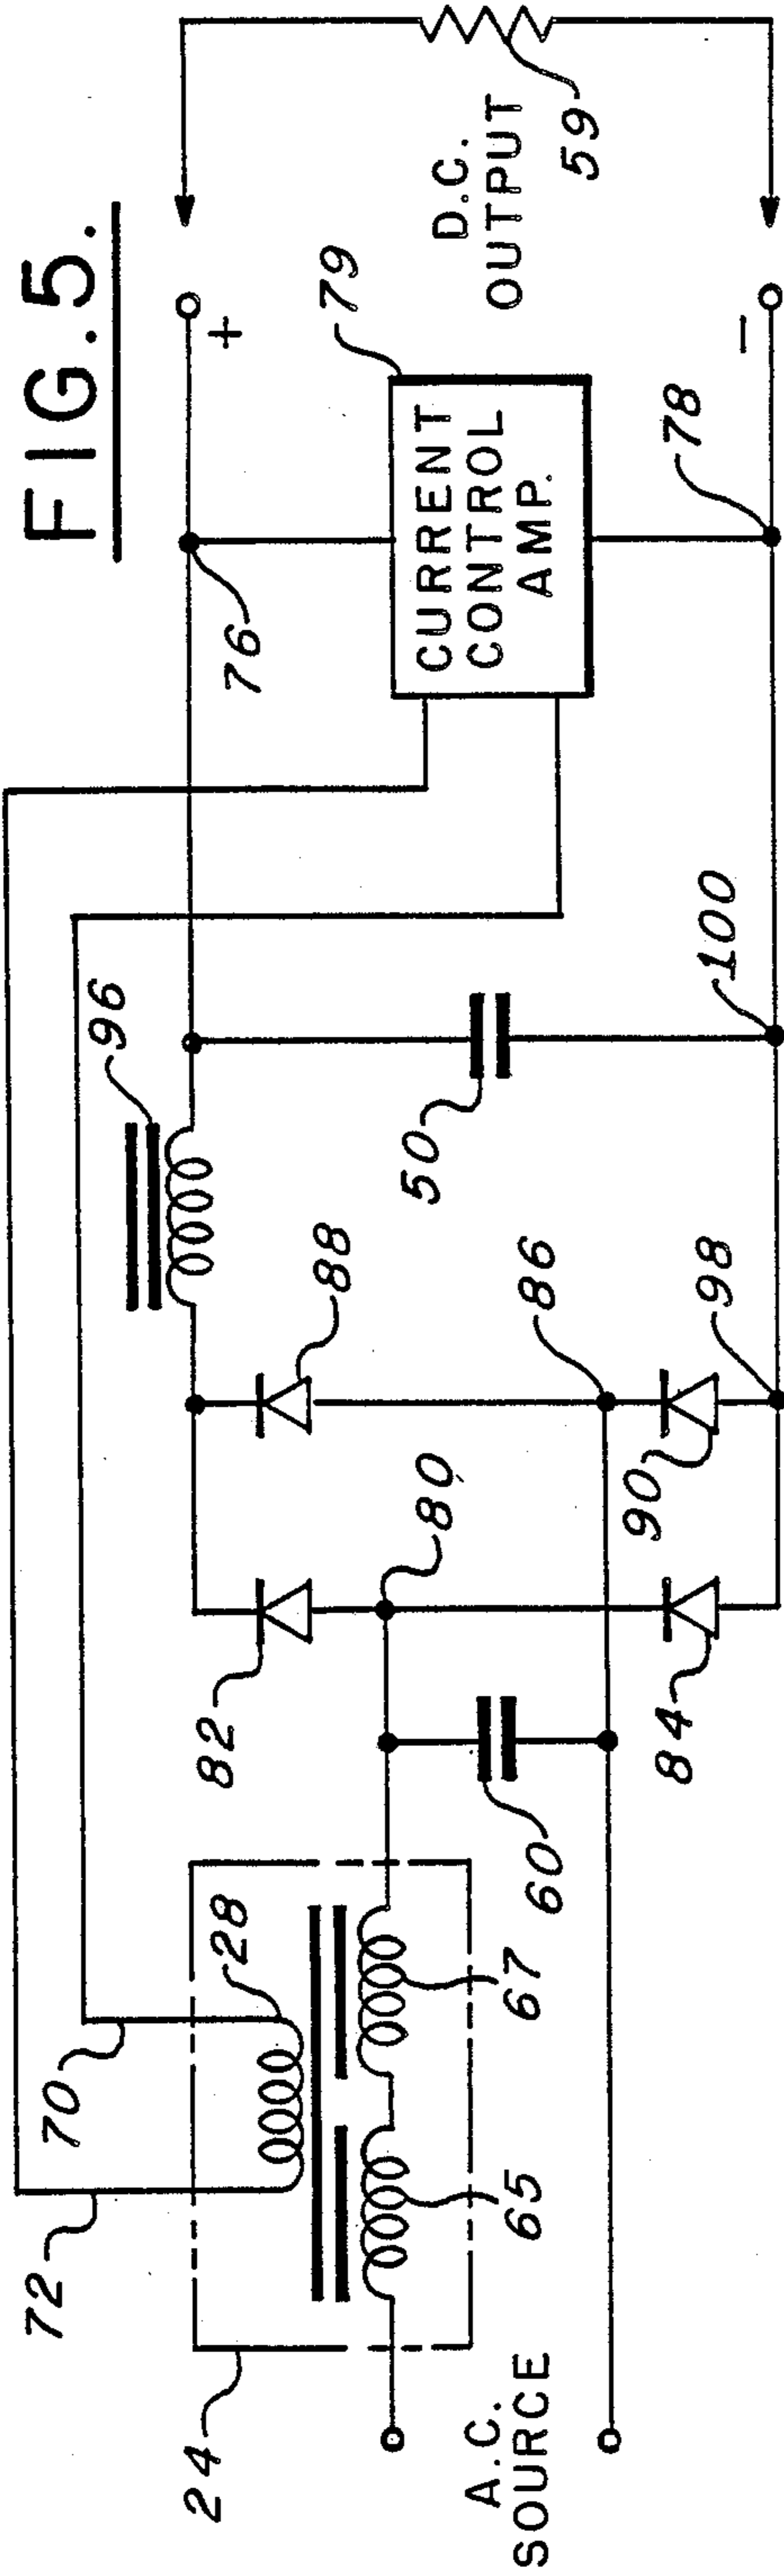 FIG. 5.
72
70
28
24
65
67
A.C.
SOURCE
60
82
80
84
88
86
90
98
96
50
100
76
79
CURRENT
CONTROL
AMP.
78
+
−
D.C.
OUTPUT
59